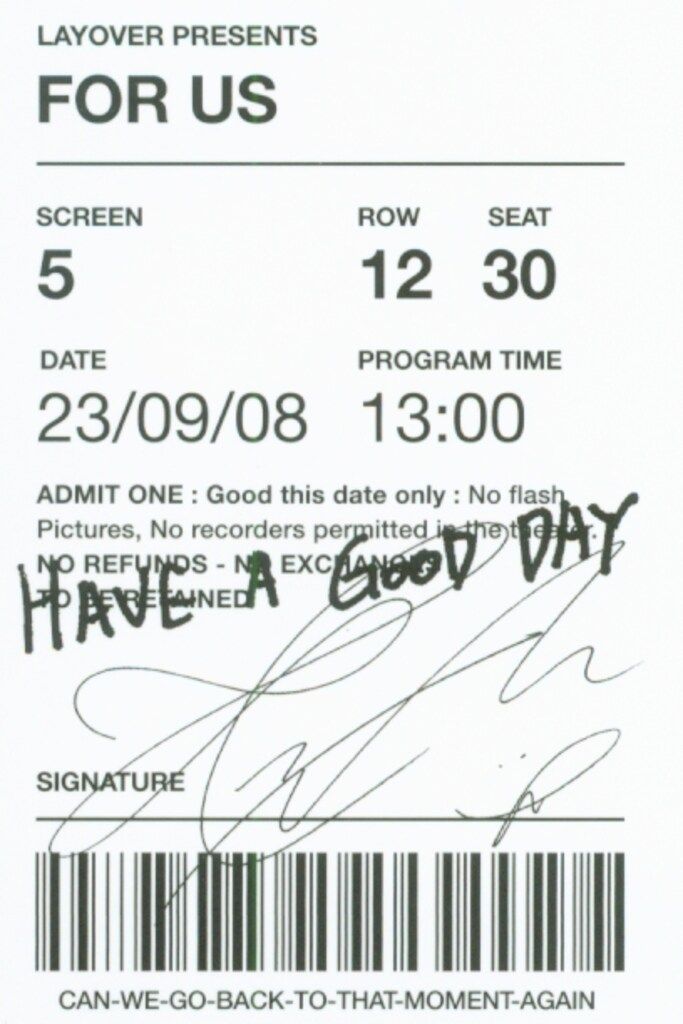 LAYOVER PRESENTS
FOR US
SCREEN ROW SEAT
5 12 30
DATE PROGRAM TIME
23/09/08 13:00
ADMIT ONE : Good this date only : No flash
Pictures, No recorders permitted in the theater.
NO REFUNDS - NO EXCHANGES
TO BE RETAINED
HAVE A GOOD DAY
SIGNATURE
CAN-WE-GO-BACK-TO-THAT-MOMENT-AGAIN